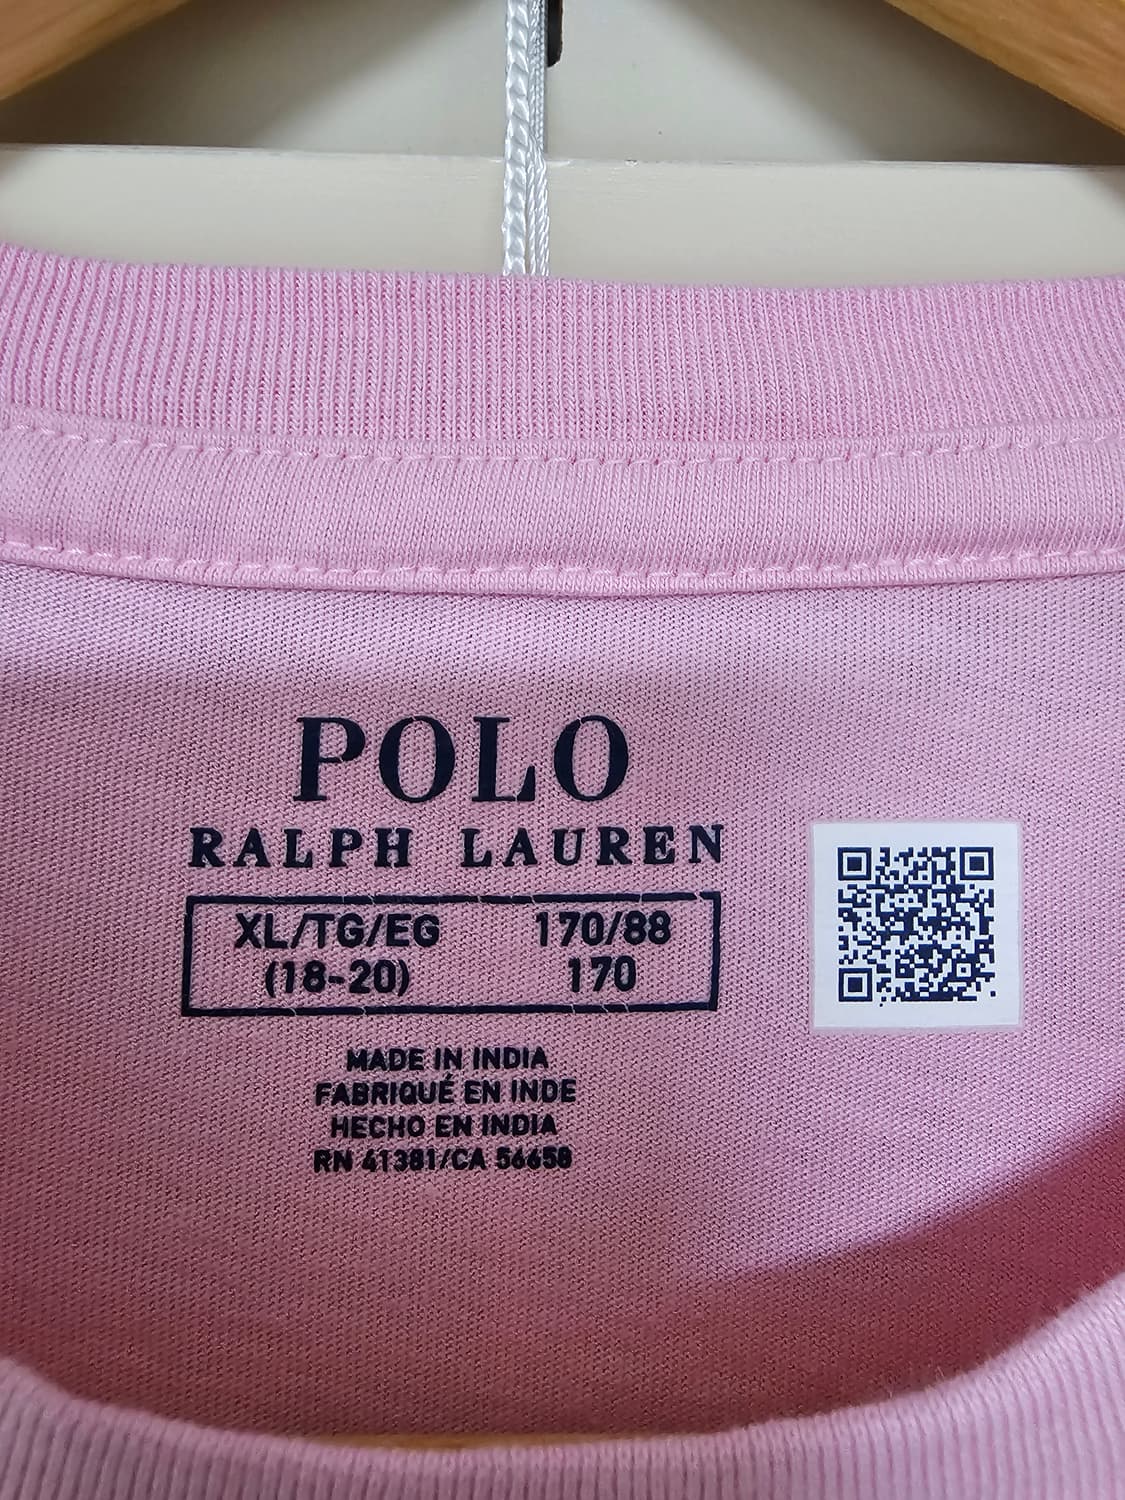 POLO
RALPH LAUREN
XL/TG/EG 170/88
(18-20) 170
MADE IN INDIA
FABRIQUÉ EN INDE
HECHO EN INDIA
RN 41381/CA 56658